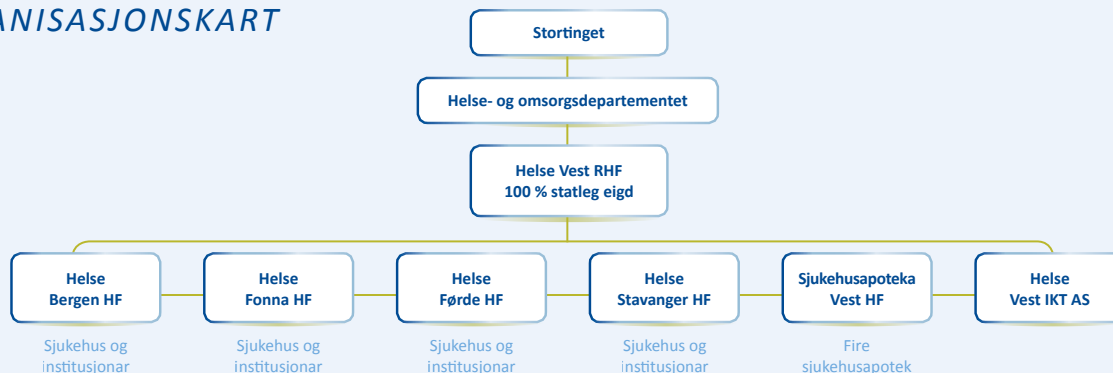 ANISASJONSKART
Stortinget
Helse- og omsorgsdepartementet
Helse Vest RHF
100 % statleg eigd
Helse
Bergen HF
Helse
Fonna HF
Helse
Førde HF
Helse
Stavanger HF
Sjukehusapoteka
Vest HF
Helse
Vest IKT AS
Sjukehus og
institusjonar
Sjukehus og
institusjonar
Sjukehus og
institusjonar
Sjukehus og
institusjonar
Fire
sjukehusapotek